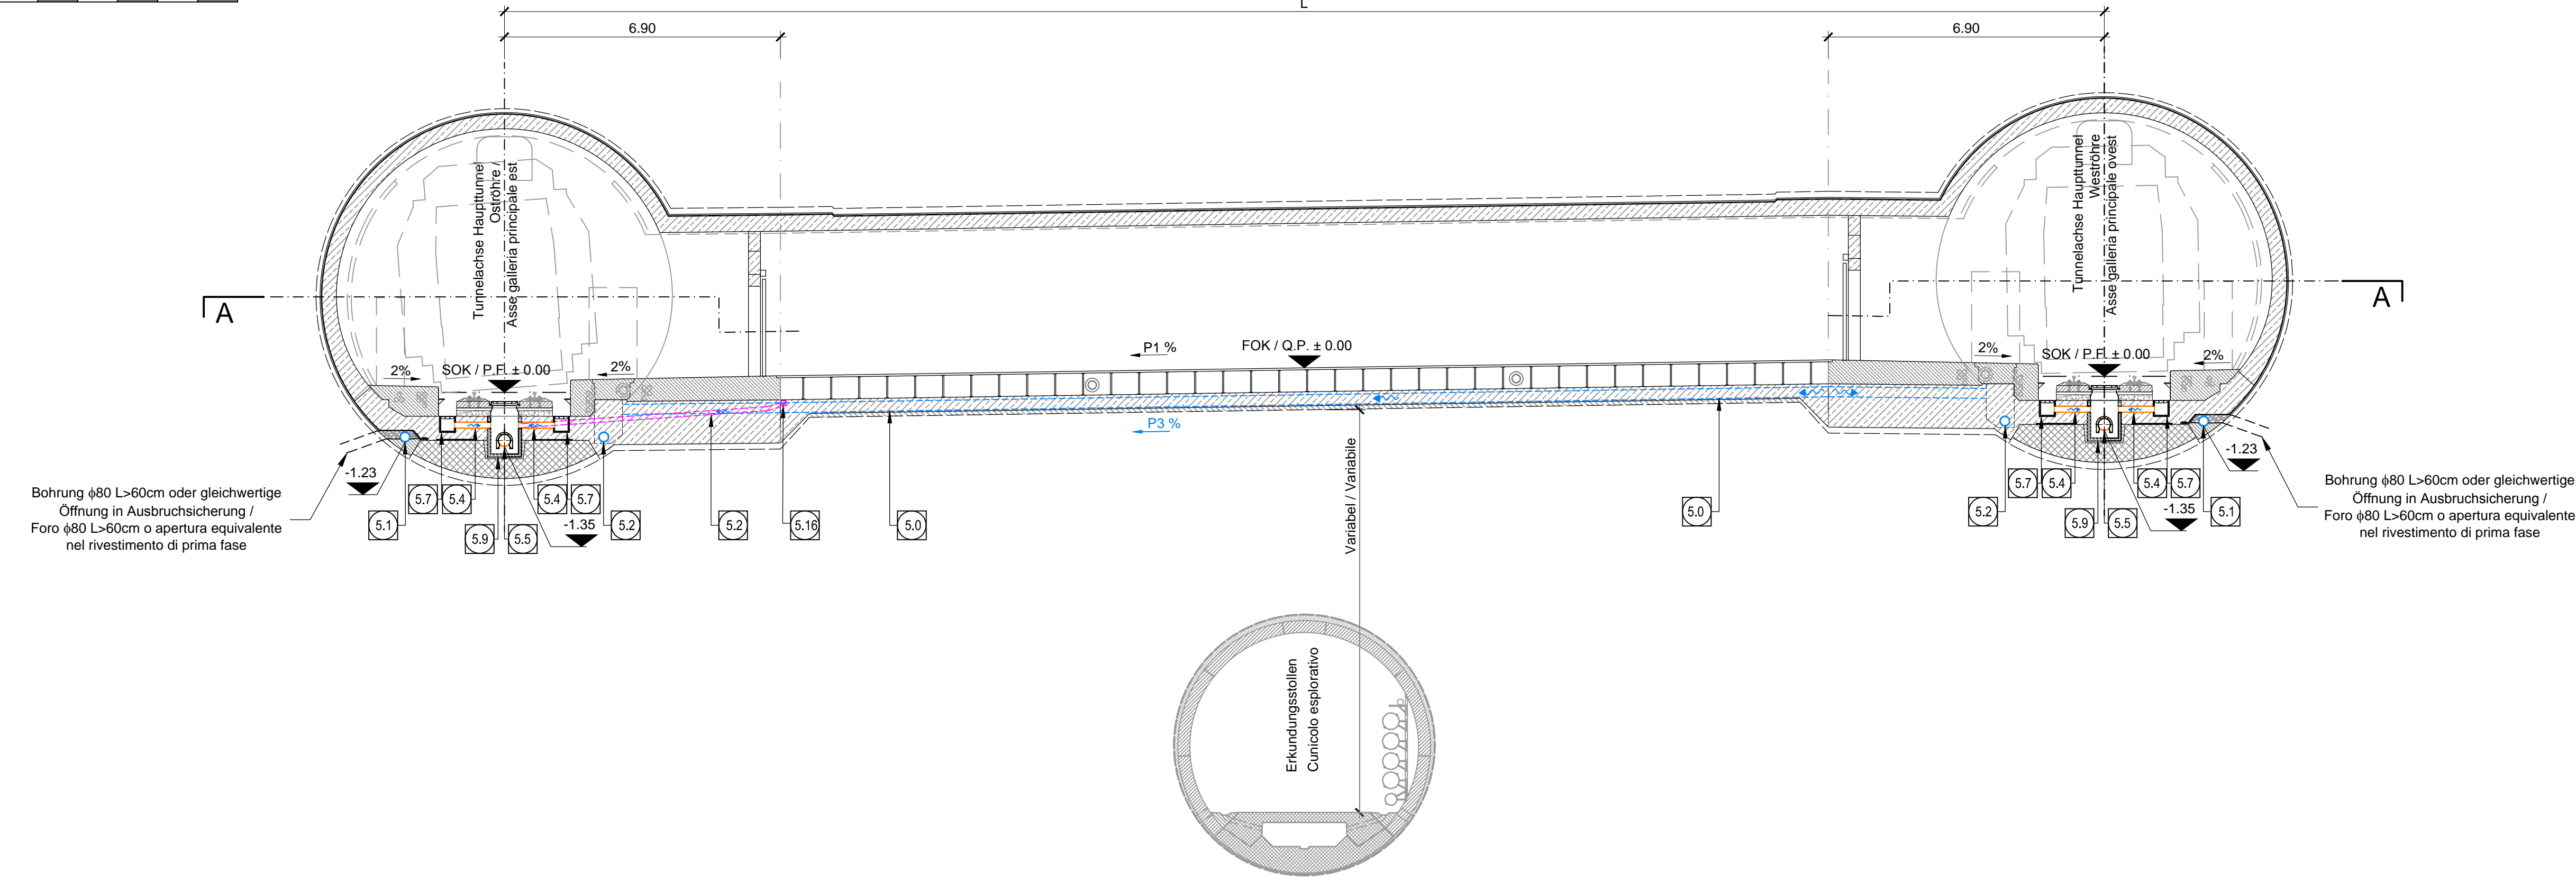 L
6.90
6.90
Tunnelachse Haupttunnel
Oströhre /
Asse galleria principale est
Tunnelachse Haupttunnel
Weströhre
Asse galleria principale ovest
A
A
P1 %
FOK / Q.P. ± 0.00
2%
SOK / P.F. ± 0.00
2%
2%
SOK / P.F. ± 0.00
2%
P3 %
-1.23
-1.23
Bohrung ϕ80 L>60cm oder gleichwertige
Öffnung in Ausbruchsicherung /
Foro ϕ80 L>60cm o apertura equivalente
nel rivestimento di prima fase
5.1
5.7
5.4
5.9
5.5
5.4
5.7
-1.35
5.2
5.2
5.16
5.0
Variabel / Variabile
5.0
5.2
5.7
5.4
5.9
5.5
5.4
5.7
-1.35
5.1
Bohrung ϕ80 L>60cm oder gleichwertige
Öffnung in Ausbruchsicherung /
Foro ϕ80 L>60cm o apertura equivalente
nel rivestimento di prima fase
Erkundungsstollen
Cunicolo esplorativo